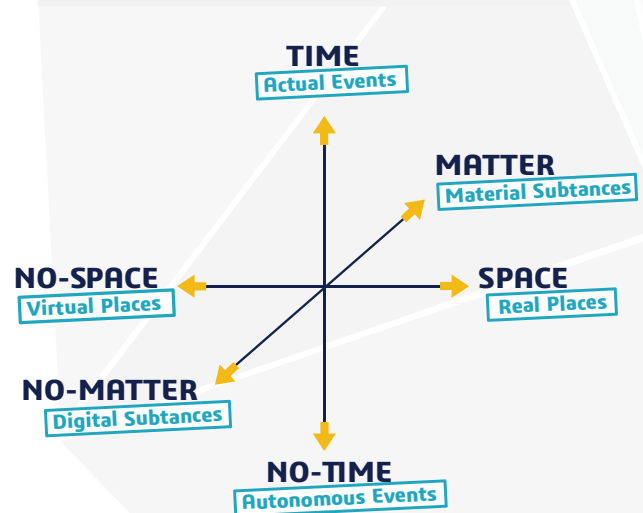 TIME
Actual Events
MATTER
Material Subtances
NO-SPACE
Virtual Places
SPACE
Real Places
NO-MATTER
Digital Subtances
NO-TIME
Autonomous Events